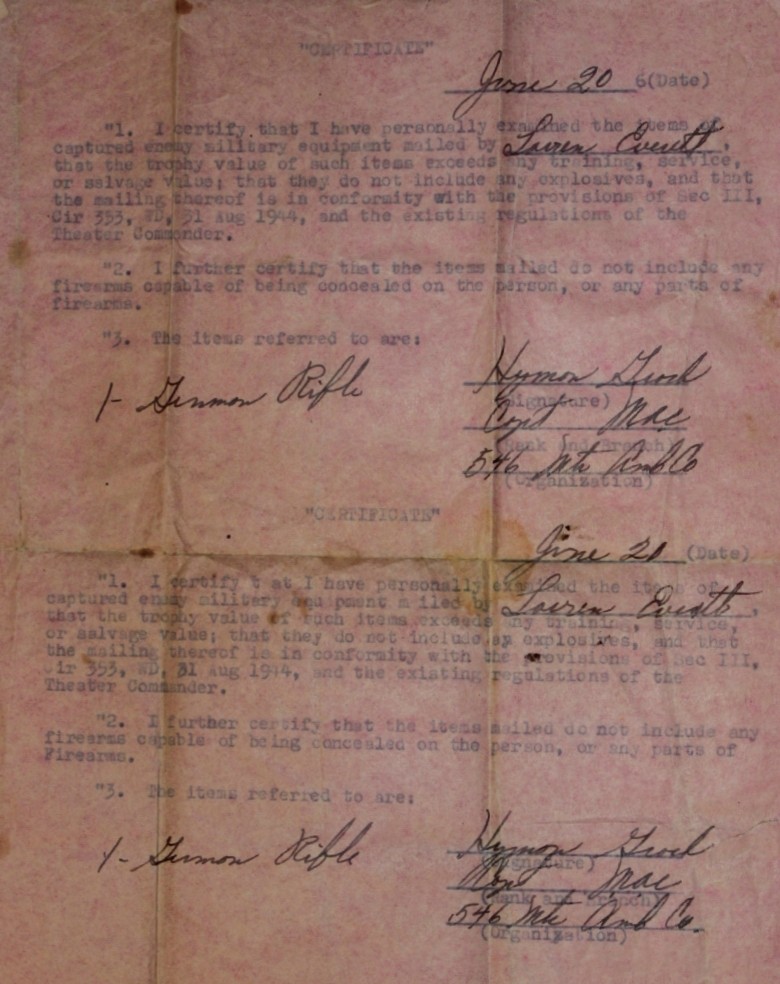 "CERTIFICATE"
June 20 6(Date)
"1. I certify that I have personally examined the items of
captured enemy military equipment mailed by Loiren Everett,
that the trophy value of such items exceeds any training, service,
or salvage value; that they do not include any explosives, and that
the mailing thereof is in conformity with the provisions of Sec III,
Cir 353, WD, 31 Aug 1944, and the existing regulations of the
Theater Commander.
"2. I further certify that the items mailed do not include any
firearms capable of being concealed on the person, or any parts of
firearms.
"3. The items referred to are:
1- German Rifle
Hymon
(Signature)
Capt MAC
(Rank and Branch)
546 Mtr Amb Co
(Organization)
"CERTIFICATE"
June 20 (Date)
"1. I certify t at I have personally examined the items of
captured enemy military equipment mailed by Loiren Everett,
that the trophy value of such items exceeds any training, service,
or salvage value; that they do not include an explosives, and that
the mailing thereof is in conformity with the provisions of Sec III,
Cir 353, WD, 31 Aug 1944, and the existing regulations of the
Theater Commander.
"2. I further certify that the items mailed do not include any
firearms capable of being concealed on the person, or any parts of
Firearms.
"3. The items referred to are:
1- German Rifle
Hymon
(Signature)
MAC
(Rank and Branch)
546 Mtr Amb Co.
(Organization)